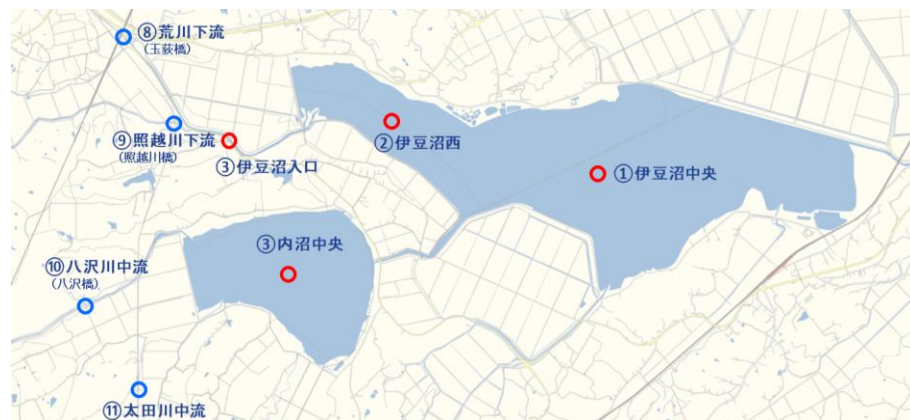 ⑧荒川下流
(玉荻橋)
⑨照越川下流
(照越川橋)
③伊豆沼入口
②伊豆沼西
①伊豆沼中央
③内沼中央
⑩八沢川中流
(八沢橋)
⑪太田川中流